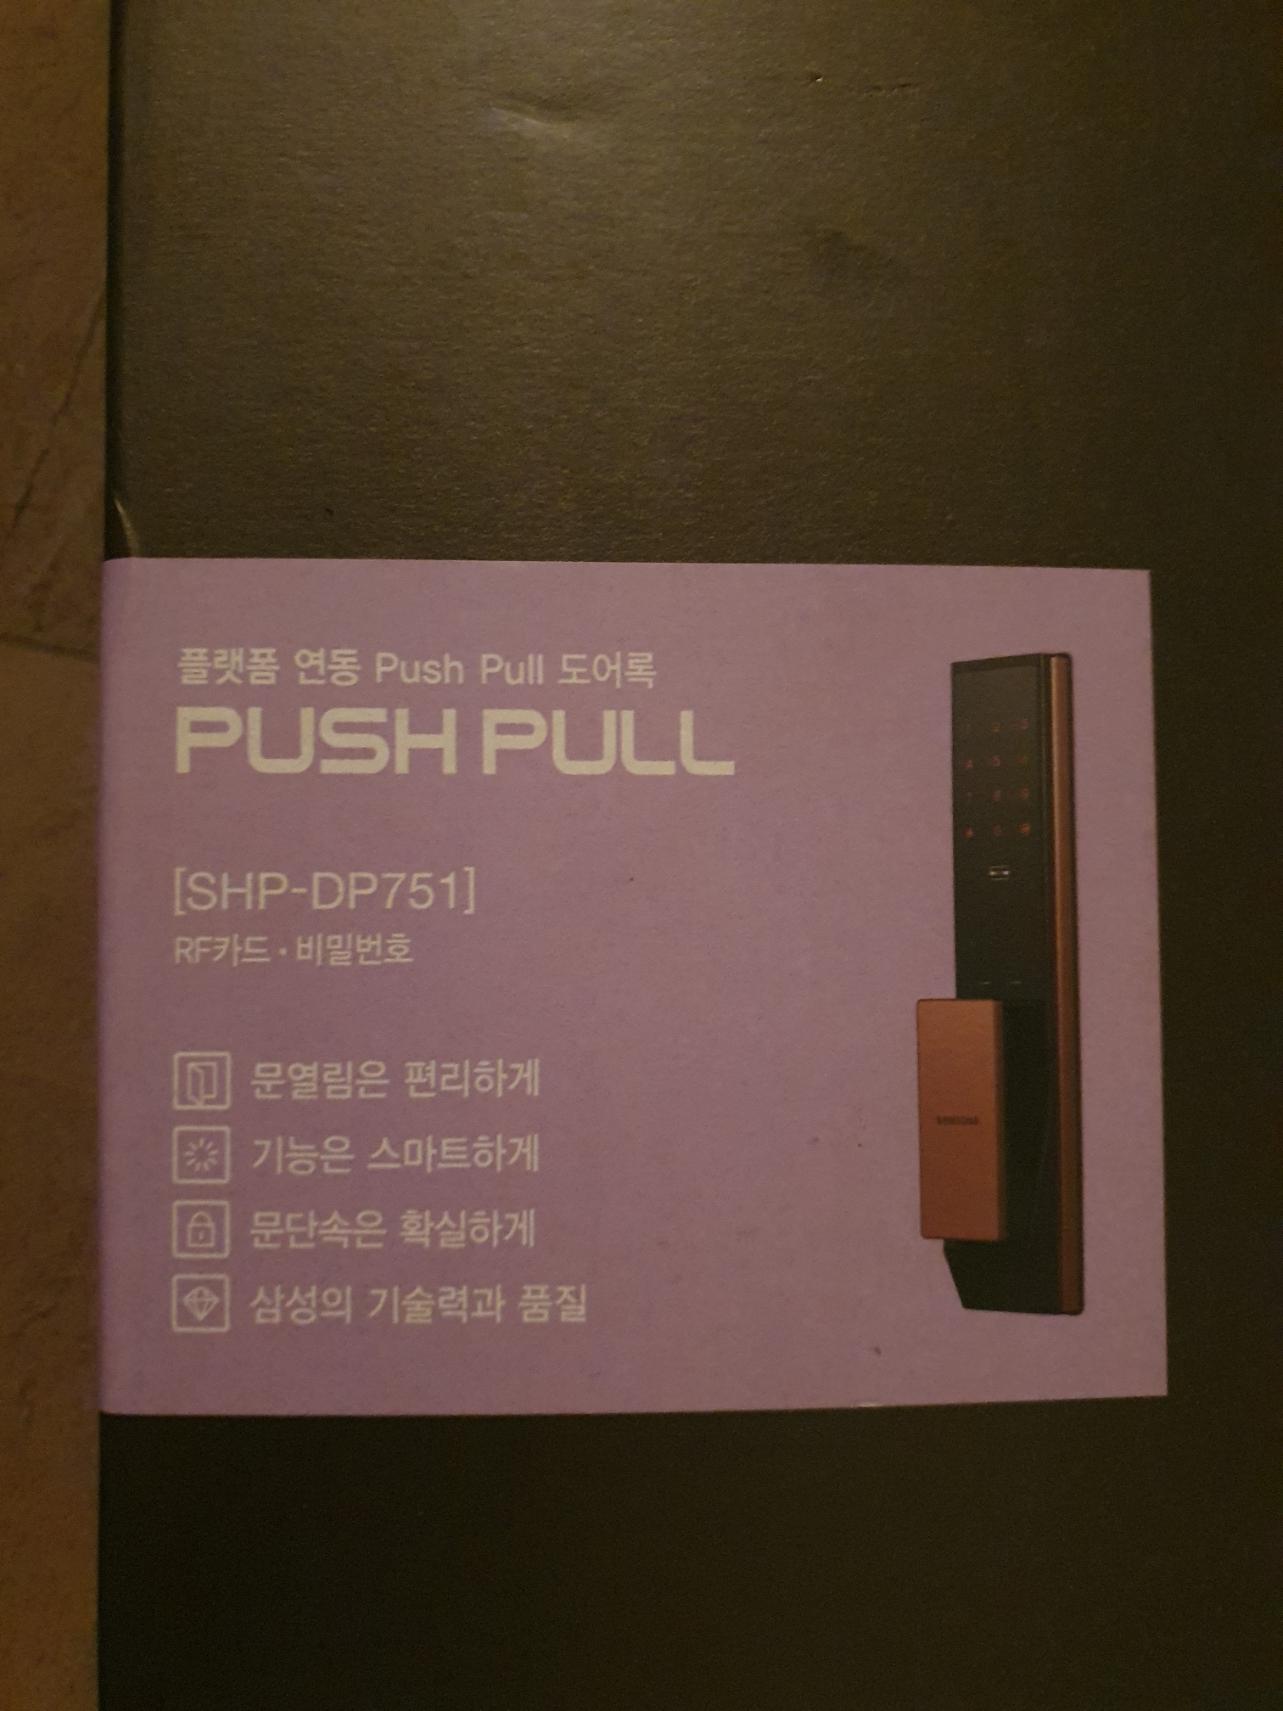 플랫폼 연동 Push Pull 도어록
PUSH PULL
[SHP-DP751]
RF카드·비밀번호
문열림은 편리하게
기능은 스마트하게
문단속은 확실하게
삼성의 기술력과 품질
SAMSUNG